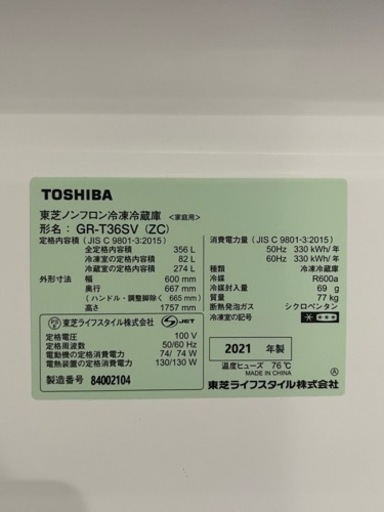 TOSHIBA
東芝ノンフロン冷凍冷蔵庫 <家庭用>
形名： GR-T36SV (ZC)
定格内容積 (JIS C 9801-3:2015)
全定格内容積 356 L
冷凍室の定格内容積 82 L
冷蔵室の定格内容積 274 L
外形寸法 幅 600 mm
奥行 667 mm
(ハンドル・調整脚除く 665 mm)
高さ 1757 mm
東芝ライフスタイル株式会社 JET
定格電圧 100 V
定格周波数 50/60 Hz
電動機の定格消費電力 74/ 74 W
電熱装置の定格消費電力 130/130 W
製造番号 84002104
消費電力量 (JIS C 9801-3:2015)
50Hz 330 kWh/年
60Hz 330 kWh/年
種類 冷凍冷蔵庫
冷媒 R600a
冷媒封入量 69 g
質量 77kg
断熱発泡ガス シクロペンタン
冷凍室の記号
2021 年製
温度ヒューズ 76℃
MADE IN CHINA
東芝ライフスタイル株式会社